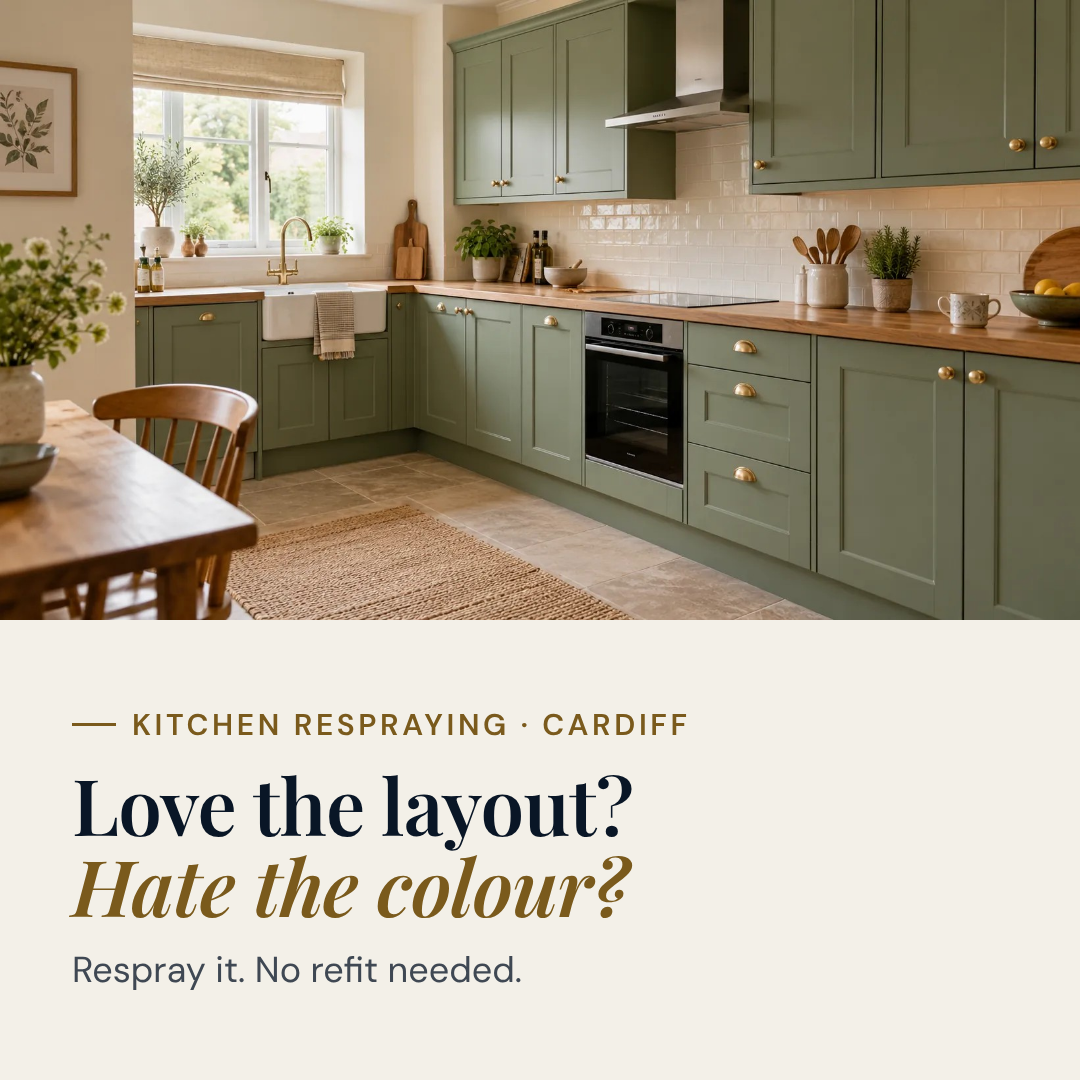 KITCHEN RESPRAYING · CARDIFF
Love the layout?
Hate the colour?
Respray it. No refit needed.